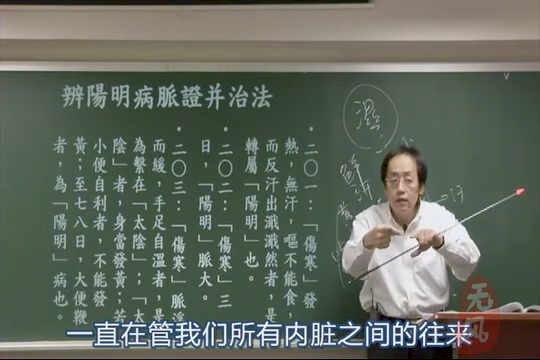 辨陽明病脈證并治法
•二〇一：「傷寒」發
熱，無汗，嘔不能食，
而反汗出濈濈然者，是
轉屬「陽明」也。
•二〇二：「傷寒」三
日，「陽明」脈大。
•二〇三：「傷寒」脈浮
而緩，手足自溫者，是
為繫在「太陰」；「太
陰」者，身當發黃；若
小便自利者，不能發
黃；至七八日，大便鞕
者，為「陽明」病也。
汗
一直在管我们所有内脏之间的往来
无风